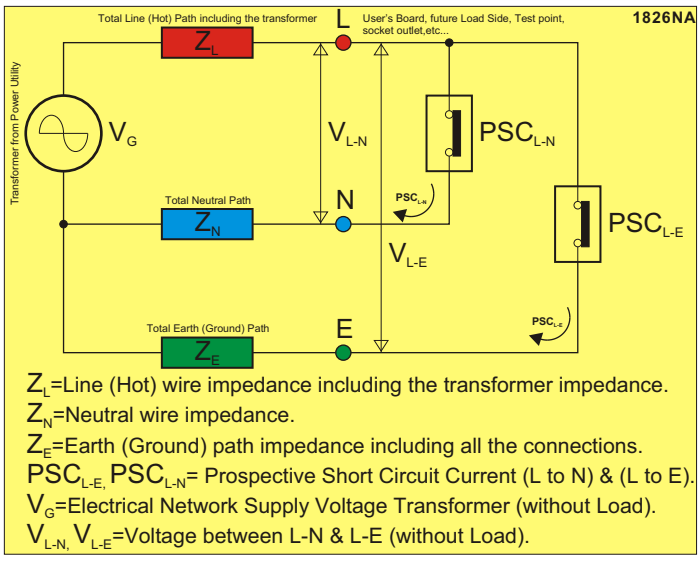 Total Line (Hot) Path including the transformer
L
User's Board, future Load Side, Test point,
socket outlet,etc...
1826NA
Z_L
Transformer from Power Utility
V_G
V_L-N
PSC_L-N
Total Neutral Path
Z_N
N
PSC_L-N
V_L-E
PSC_L-E
Total Earth (Ground) Path
Z_E
E
PSC_L-E
Z_L=Line (Hot) wire impedance including the transformer impedance.
Z_N=Neutral wire impedance.
Z_E=Earth (Ground) path impedance including all the connections.
PSC_L-E, PSC_L-N= Prospective Short Circuit Current (L to N) & (L to E).
V_G=Electrical Network Supply Voltage Transformer (without Load).
V_L-N, V_L-E=Voltage between L-N & L-E (without Load).